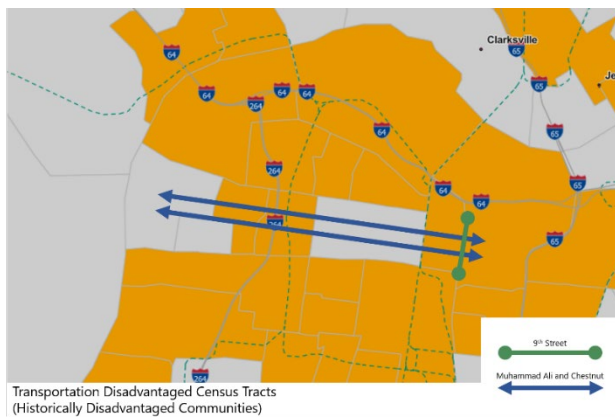 64
Clarksville
65
Je
64
264
64
64
65
65
64
264
65
64
64
264
65
264
9th Street
Muhammad Ali and Chestnut
Transportation Disadvantaged Census Tracts
(Historically Disadvantaged Communities)